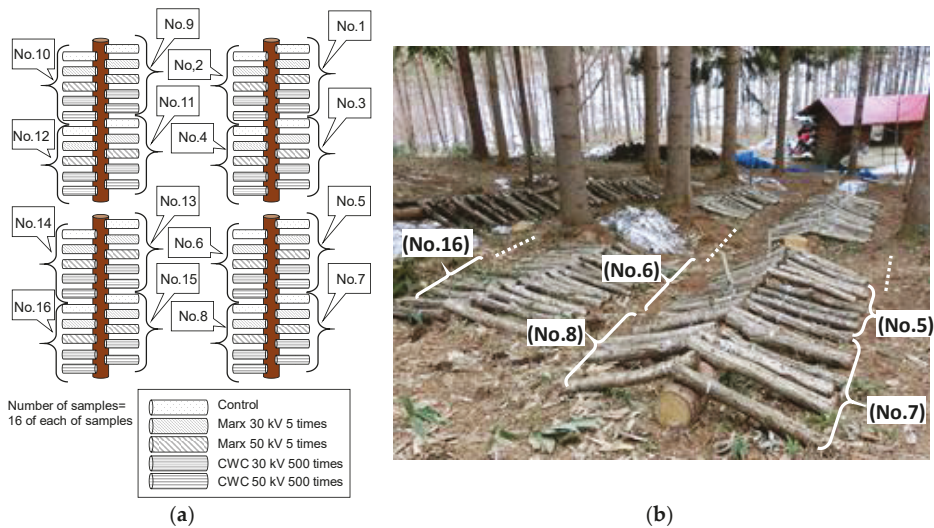 No.10
No.9
No,2
No.1
No.12
No.11
No.4
No.3
No.14
No.13
No.6
No.5
No.16
No.15
No.8
No.7
Number of samples=
16 of each of samples
Control
Marx 30 kV 5 times
Marx 50 kV 5 times
CWC 30 kV 500 times
CWC 50 kV 500 times
(a)
(No.16)
(No.6)
(No.8)
(No.5)
(No.7)
(b)